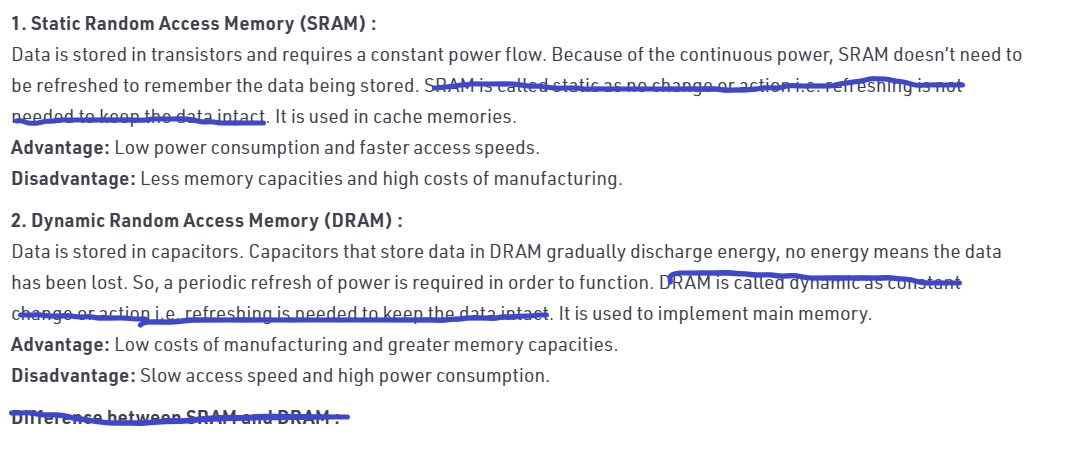 1. Static Random Access Memory (SRAM) :
Data is stored in transistors and requires a constant power flow. Because of the continuous power, SRAM doesn’t need to
be refreshed to remember the data being stored. SRAM is called static as no change or action i.e. refreshing is not
needed to keep the data intact. It is used in cache memories.
Advantage: Low power consumption and faster access speeds.
Disadvantage: Less memory capacities and high costs of manufacturing.
2. Dynamic Random Access Memory (DRAM) :
Data is stored in capacitors. Capacitors that store data in DRAM gradually discharge energy, no energy means the data
has been lost. So, a periodic refresh of power is required in order to function. DRAM is called dynamic as constant
change or action i.e. refreshing is needed to keep the data intact. It is used to implement main memory.
Advantage: Low costs of manufacturing and greater memory capacities.
Disadvantage: Slow access speed and high power consumption.
Difference between SRAM and DRAM :